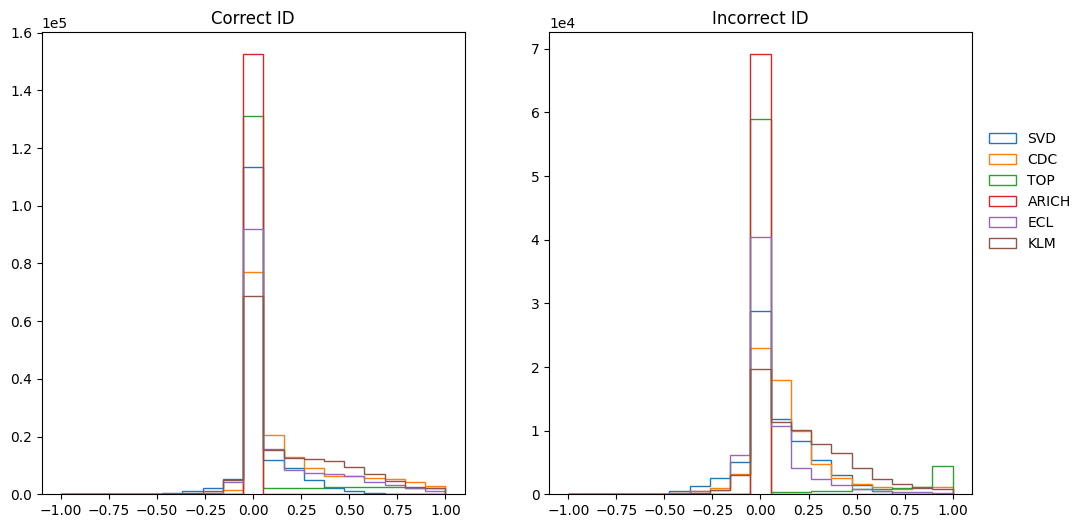 Correct ID
1e5
1.6
1.4
1.2
1.0
0.8
0.6
0.4
0.2
0.0
−1.00 −0.75 −0.50 −0.25 0.00 0.25 0.50 0.75 1.00
Incorrect ID
1e4
7
6
5
4
3
2
1
0
−1.00 −0.75 −0.50 −0.25 0.00 0.25 0.50 0.75 1.00
SVD
CDC
TOP
ARICH
ECL
KLM